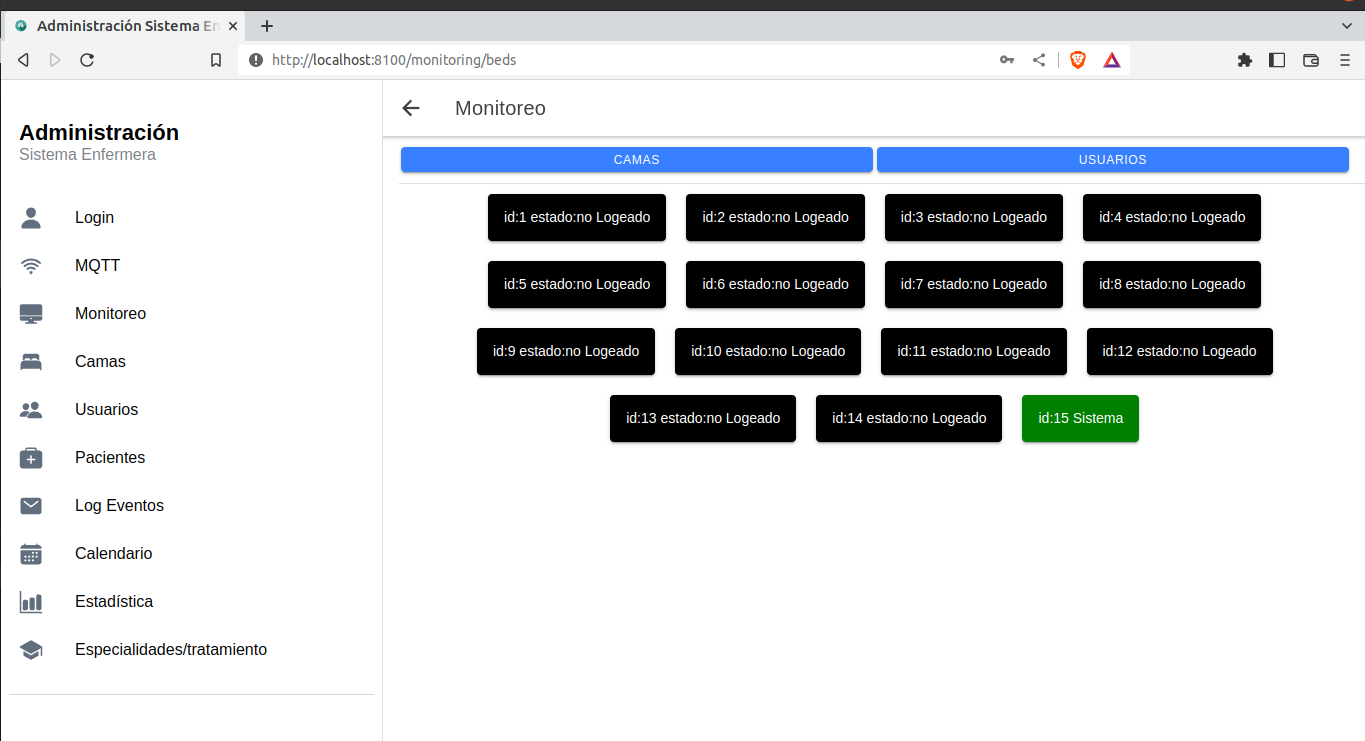 Administración Sistema En
http://localhost:8100/monitoring/beds
Administración
Sistema Enfermera
Login
MQTT
Monitoreo
Camas
Usuarios
Pacientes
Log Eventos
Calendario
Estadística
Especialidades/tratamiento
Monitoreo
CAMAS USUARIOS
id:1 estado:no Logeado id:2 estado:no Logeado id:3 estado:no Logeado id:4 estado:no Logeado
id:5 estado:no Logeado id:6 estado:no Logeado id:7 estado:no Logeado id:8 estado:no Logeado
id:9 estado:no Logeado id:10 estado:no Logeado id:11 estado:no Logeado id:12 estado:no Logeado
id:13 estado:no Logeado id:14 estado:no Logeado id:15 Sistema